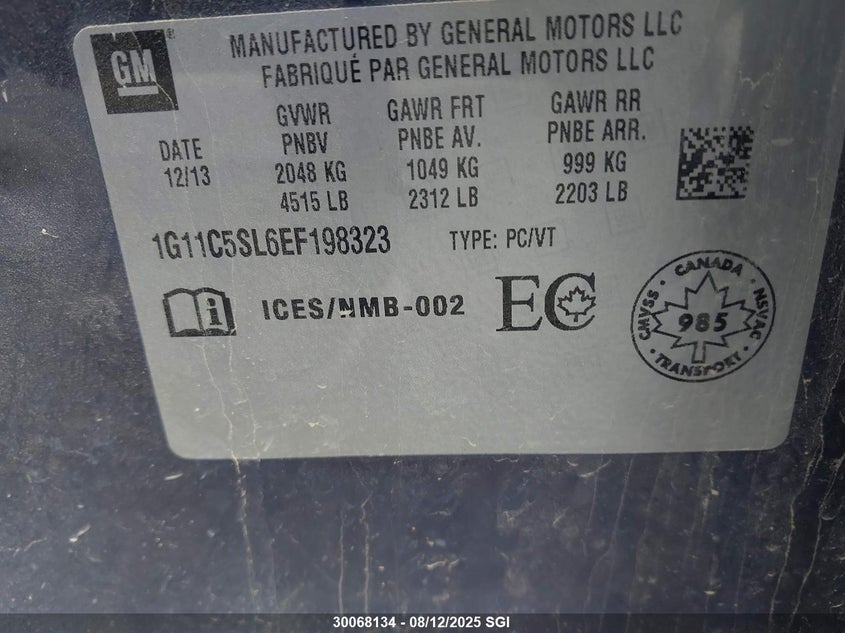 GM
MANUFACTURED BY GENERAL MOTORS LLC
FABRIQUÉ PAR GENERAL MOTORS LLC
GVWR GAWR FRT GAWR RR
DATE PNBV PNBE AV. PNBE ARR.
12/13 2048 KG 1049 KG 999 KG
4515 LB 2312 LB 2203 LB
1G11C5SL6EF198323 TYPE: PC/VT
i ICES/NMB-002 EC
CANADA
CMVSS 985 NSVAC
TRANSPORT
30068134 - 08/12/2025 SGI